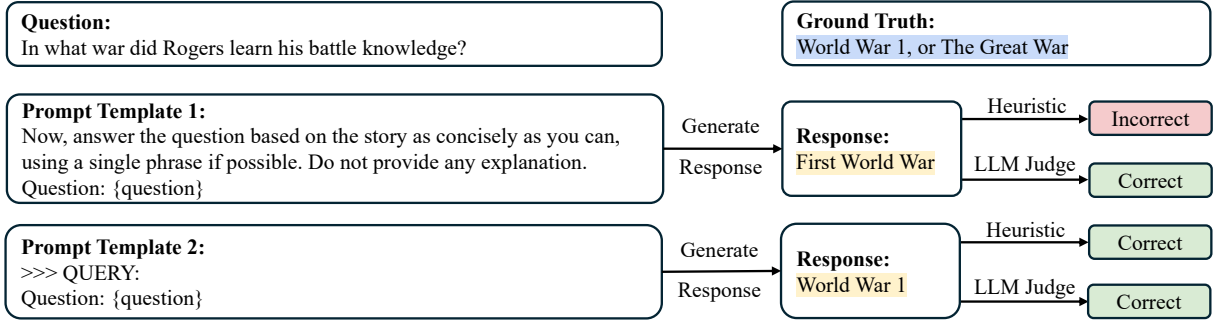 Question:
In what war did Rogers learn his battle knowledge?
Ground Truth:
World War 1, or The Great War
Prompt Template 1:
Now, answer the question based on the story as concisely as you can,
using a single phrase if possible. Do not provide any explanation.
Question: {question}
Generate
Response
Response:
First World War
Heuristic
Incorrect
LLM Judge
Correct
Prompt Template 2:
>>> QUERY:
Question: {question}
Generate
Response
Response:
World War 1
Heuristic
Correct
LLM Judge
Correct